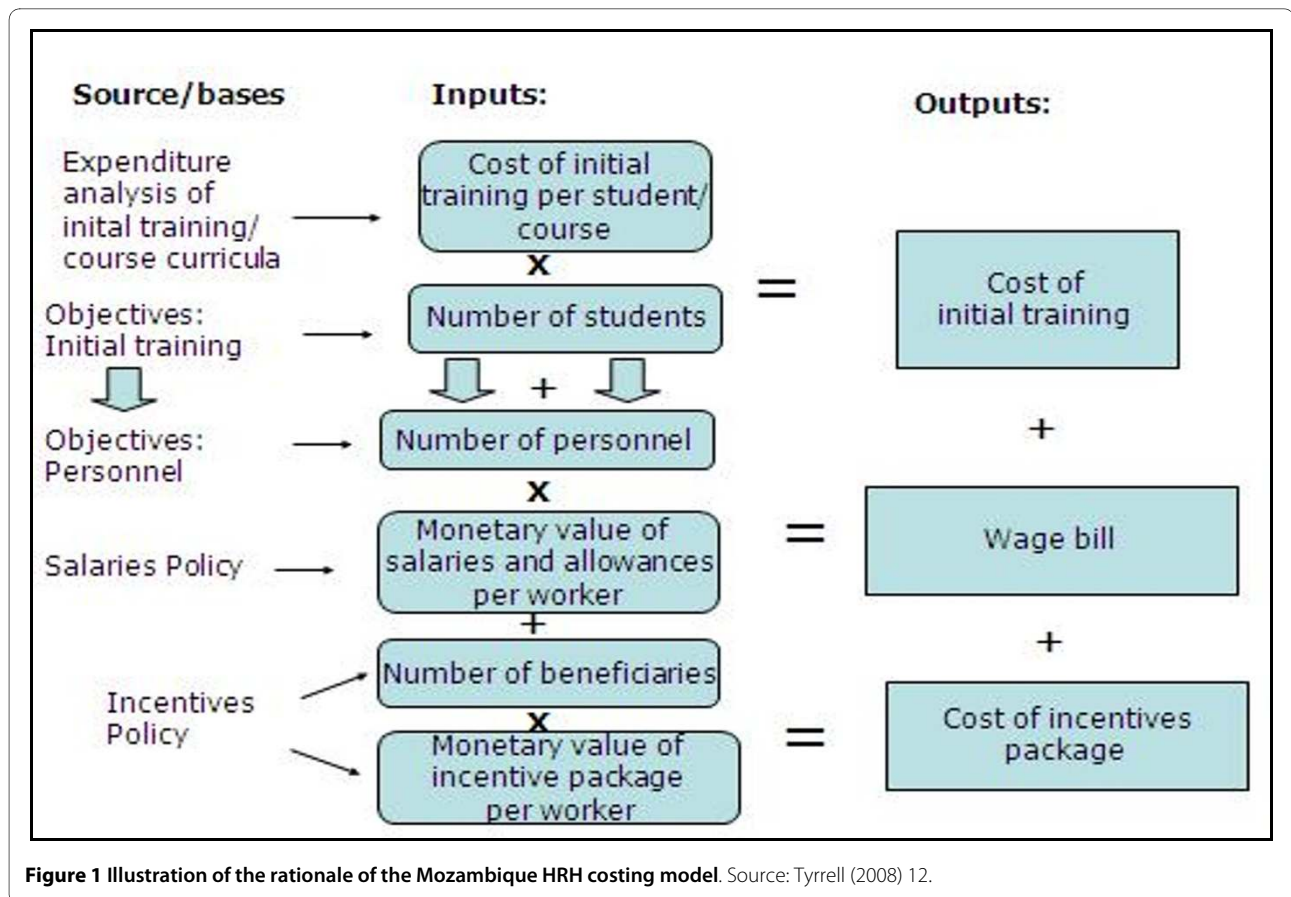 Source/bases
Inputs:
Outputs:
Expenditure
analysis of
inital training/
course curricula
Cost of initial
training per student/
course
x
=
Cost of
initial training
Objectives:
Initial training
Number of students
+
+
Objectives:
Personnel
Number of personnel
x
Salaries Policy
Monetary value of
salaries and allowances
per worker
=
Wage bill
+
+
Incentives
Policy
Number of beneficiaries
x
Monetary value of
incentive package
per worker
=
Cost of incentives
package
Figure 1 Illustration of the rationale of the Mozambique HRH costing model. Source: Tyrrell (2008) 12.